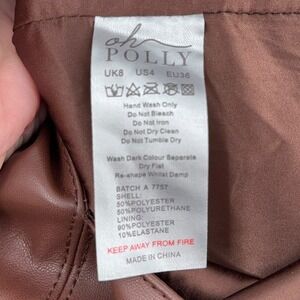 oh
POLLY
UK8 US4 EU36
Hand Wash Only
Do Not Bleach
Do Not Iron
Do Not Dry Clean
Do Not Tumble Dry
Wash Dark Colour Seperate
Dry Flat
Re-shape Whilst Damp
BATCH A 7757
SHELL:
50%POLYESTER
50%POLYURETHANE
LINING:
90%POLYESTER
10%ELASTANE
KEEP AWAY FROM FIRE
MADE IN CHINA